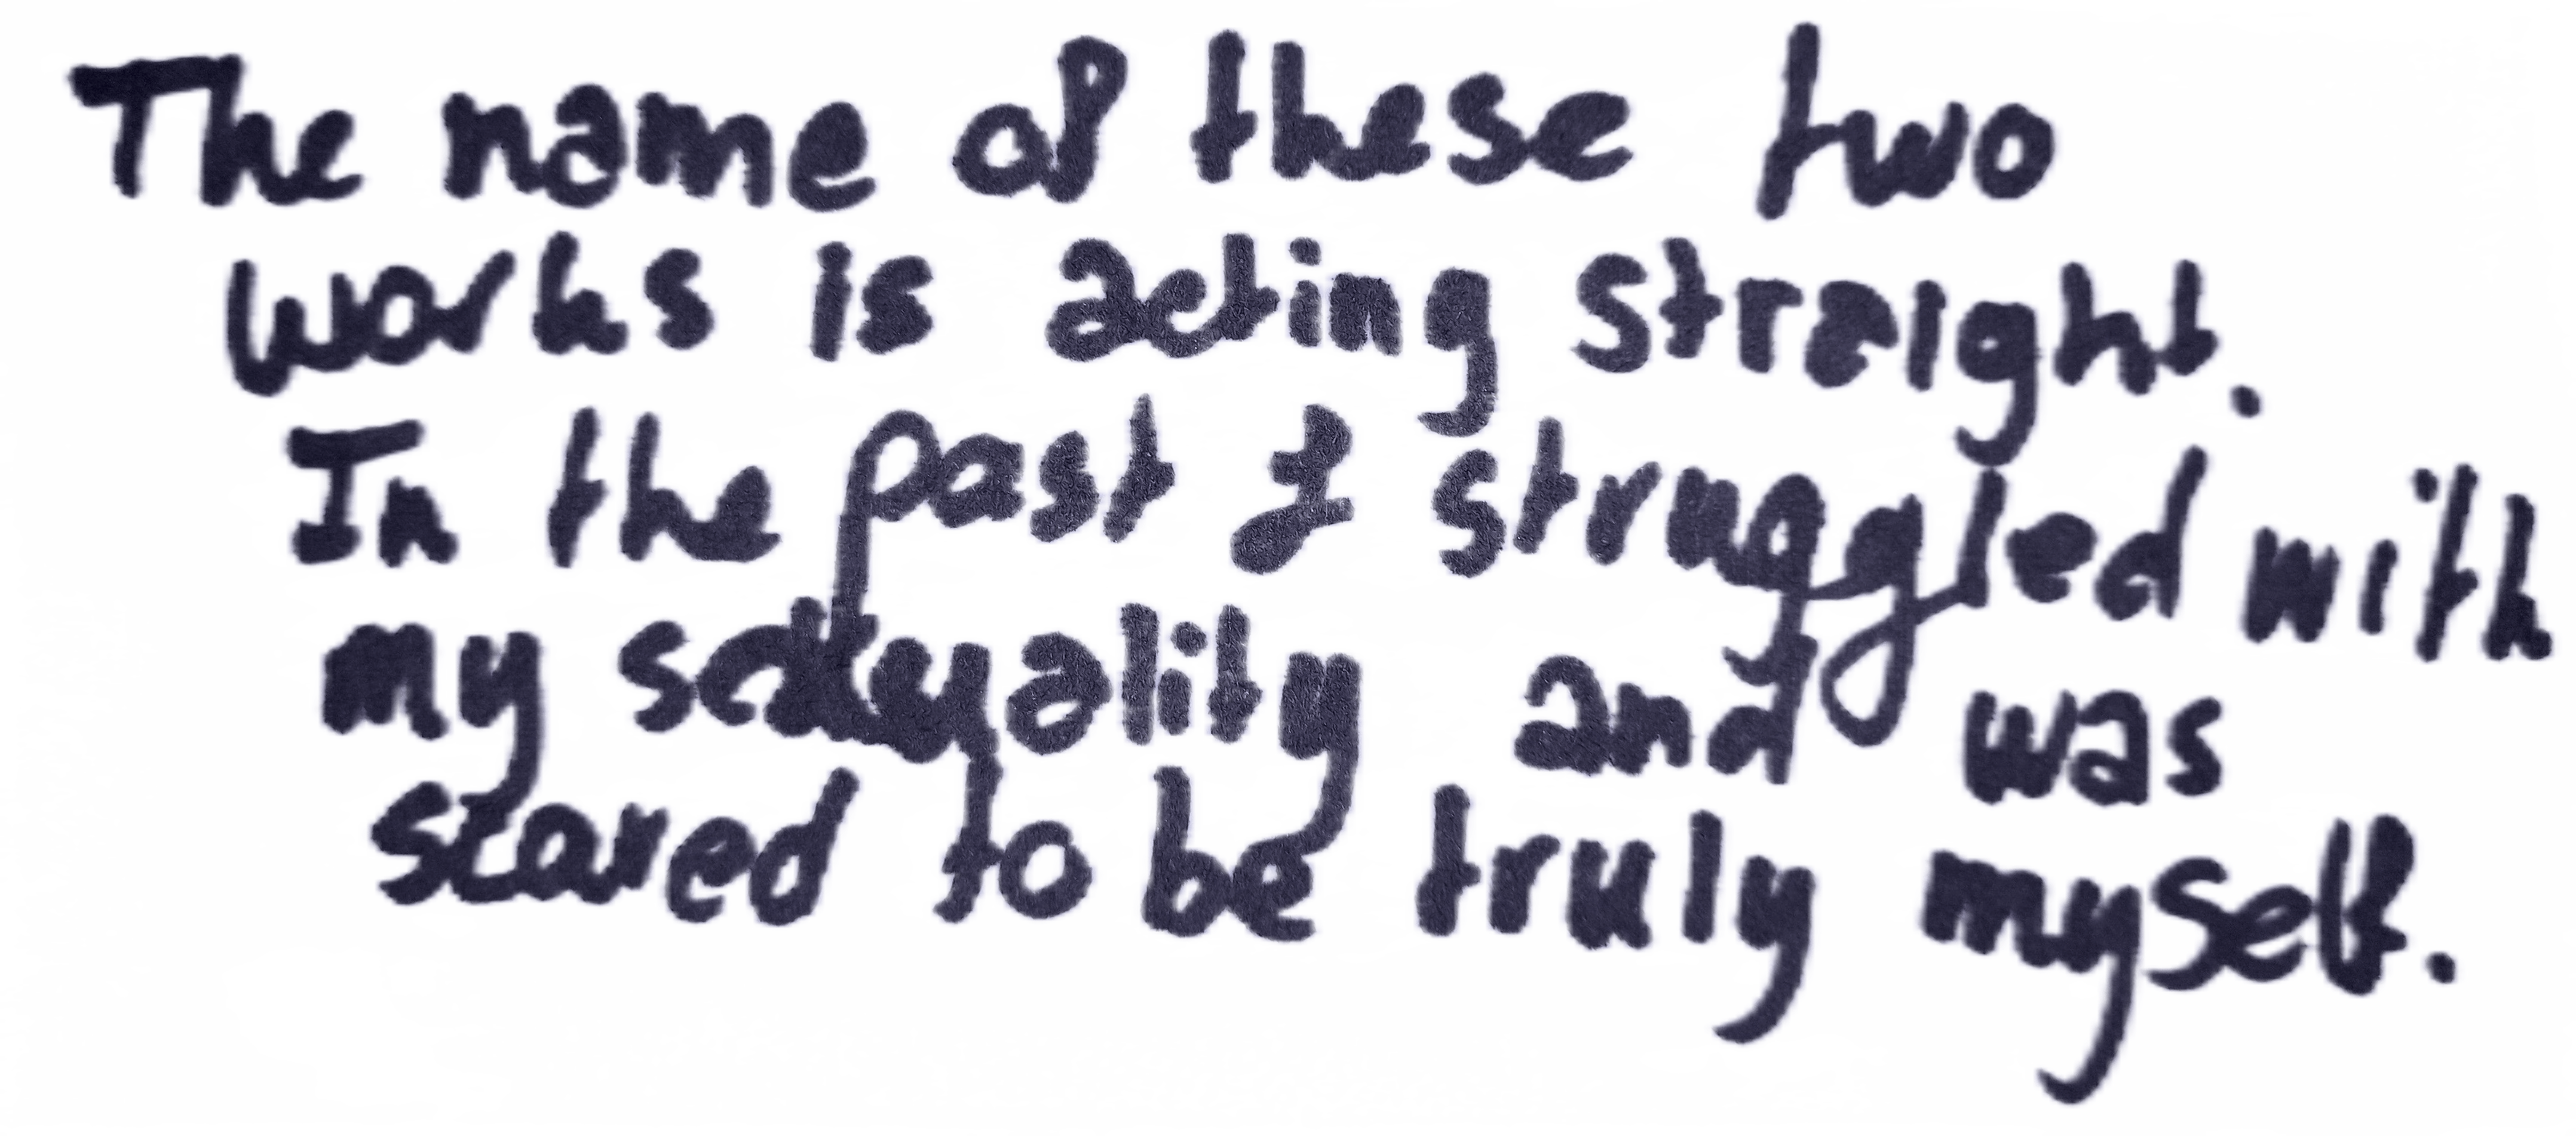 The name of these two
works is acting straight.
In the past I struggled with
my sexuality and was
scared to be truly myself.